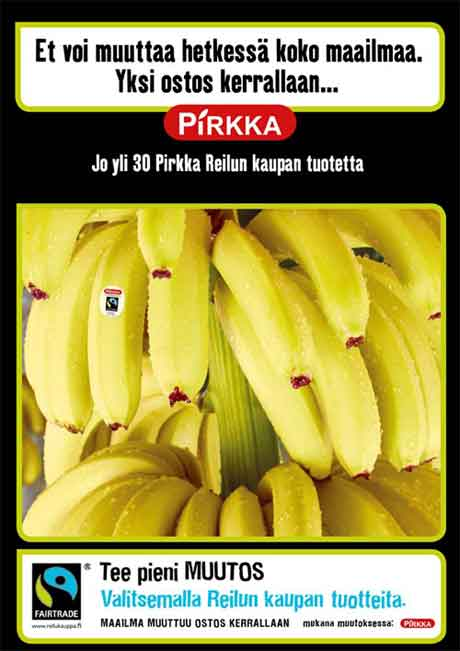 Et voi muuttaa hetkessä koko maailmaa.
Yksi ostos kerrallaan...
PIRKKA
Jo yli 30 Pirkka Reilun kaupan tuotetta
Tee pieni MUUTOS
Valitsemalla Reilun kaupan tuotteita.
FAIRTRADE
®
www.reilukauppa.fi
MAAILMA MUUTTUU OSTOS KERRALLAAN
mukana muutoksessa: PIRKKA